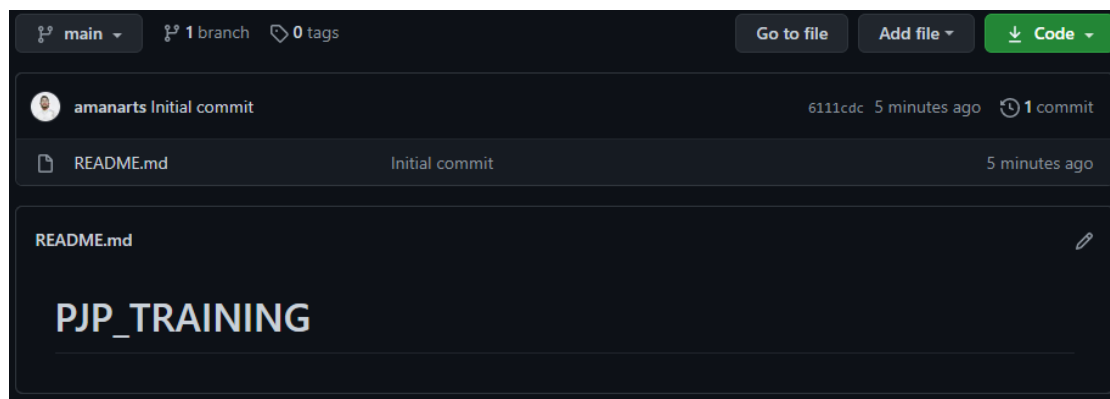 main 1 branch 0 tags Go to file Add file Code
amanarts Initial commit 6111cdc 5 minutes ago 1 commit
README.md Initial commit 5 minutes ago
README.md
PJP_TRAINING